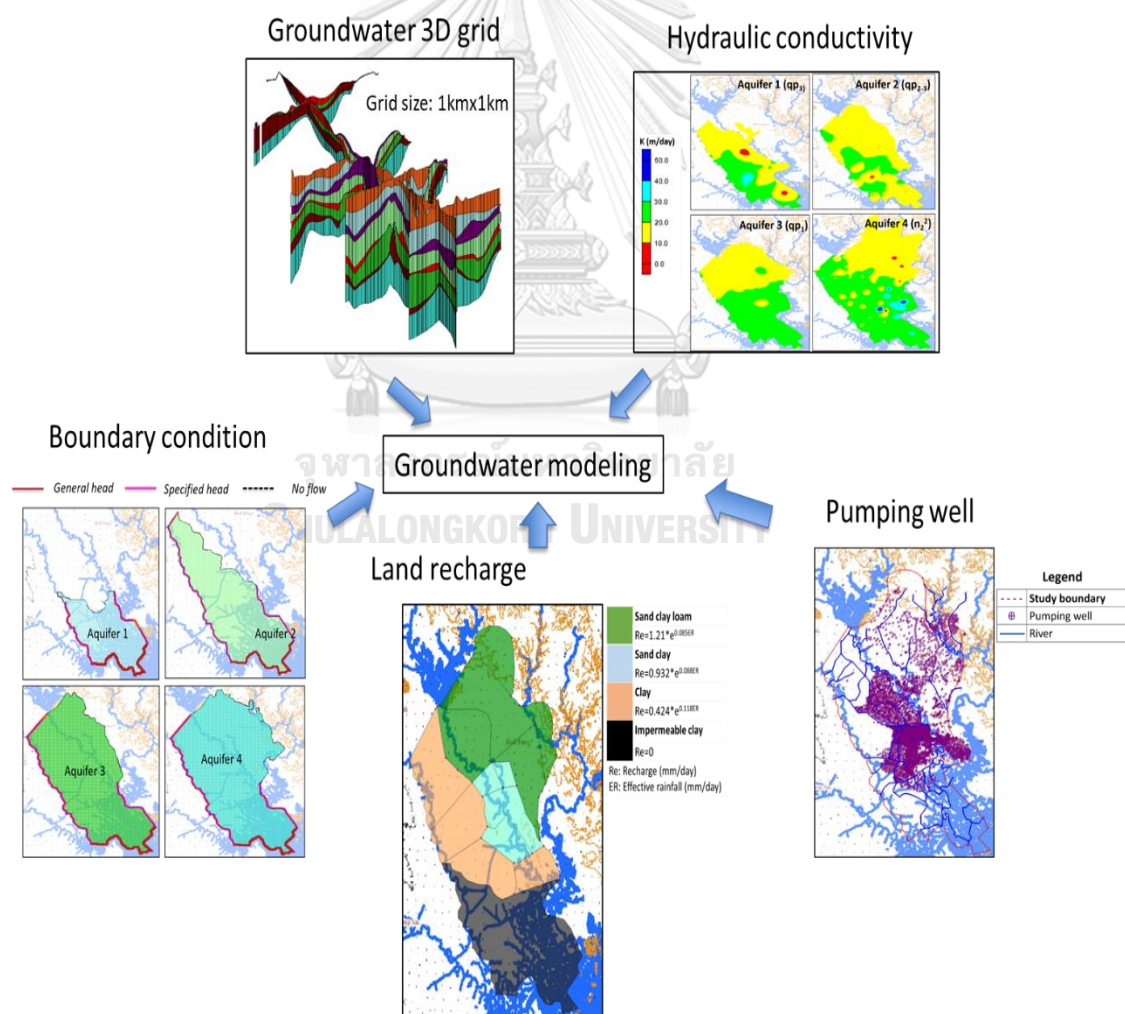 Groundwater 3D grid
Grid size: 1kmx1km
Hydraulic conductivity
Aquifer 1 (qp₃)
Aquifer 2 (qp₂₋₃)
K (m/day)
60.0
40.0
30.0
20.0
10.0
0.0
Aquifer 3 (qp₁)
Aquifer 4 (n₂²)
Boundary condition
General head
Specified head
No flow
Aquifer 1
Aquifer 2
Aquifer 3
Aquifer 4
Groundwater modeling
จุฬาลงกรณ์มหาวิทยาลัย
CHULALONGKORN UNIVERSITY
Land recharge
Sand clay loam
Re=1.21*e^0.085ER
Sand clay
Re=0.932*e^0.088ER
Clay
Re=0.424*e^0.118ER
Impermeable clay
Re=0
Re: Recharge (mm/day)
ER: Effective rainfall (mm/day)
Pumping well
Legend
Study boundary
Pumping well
River